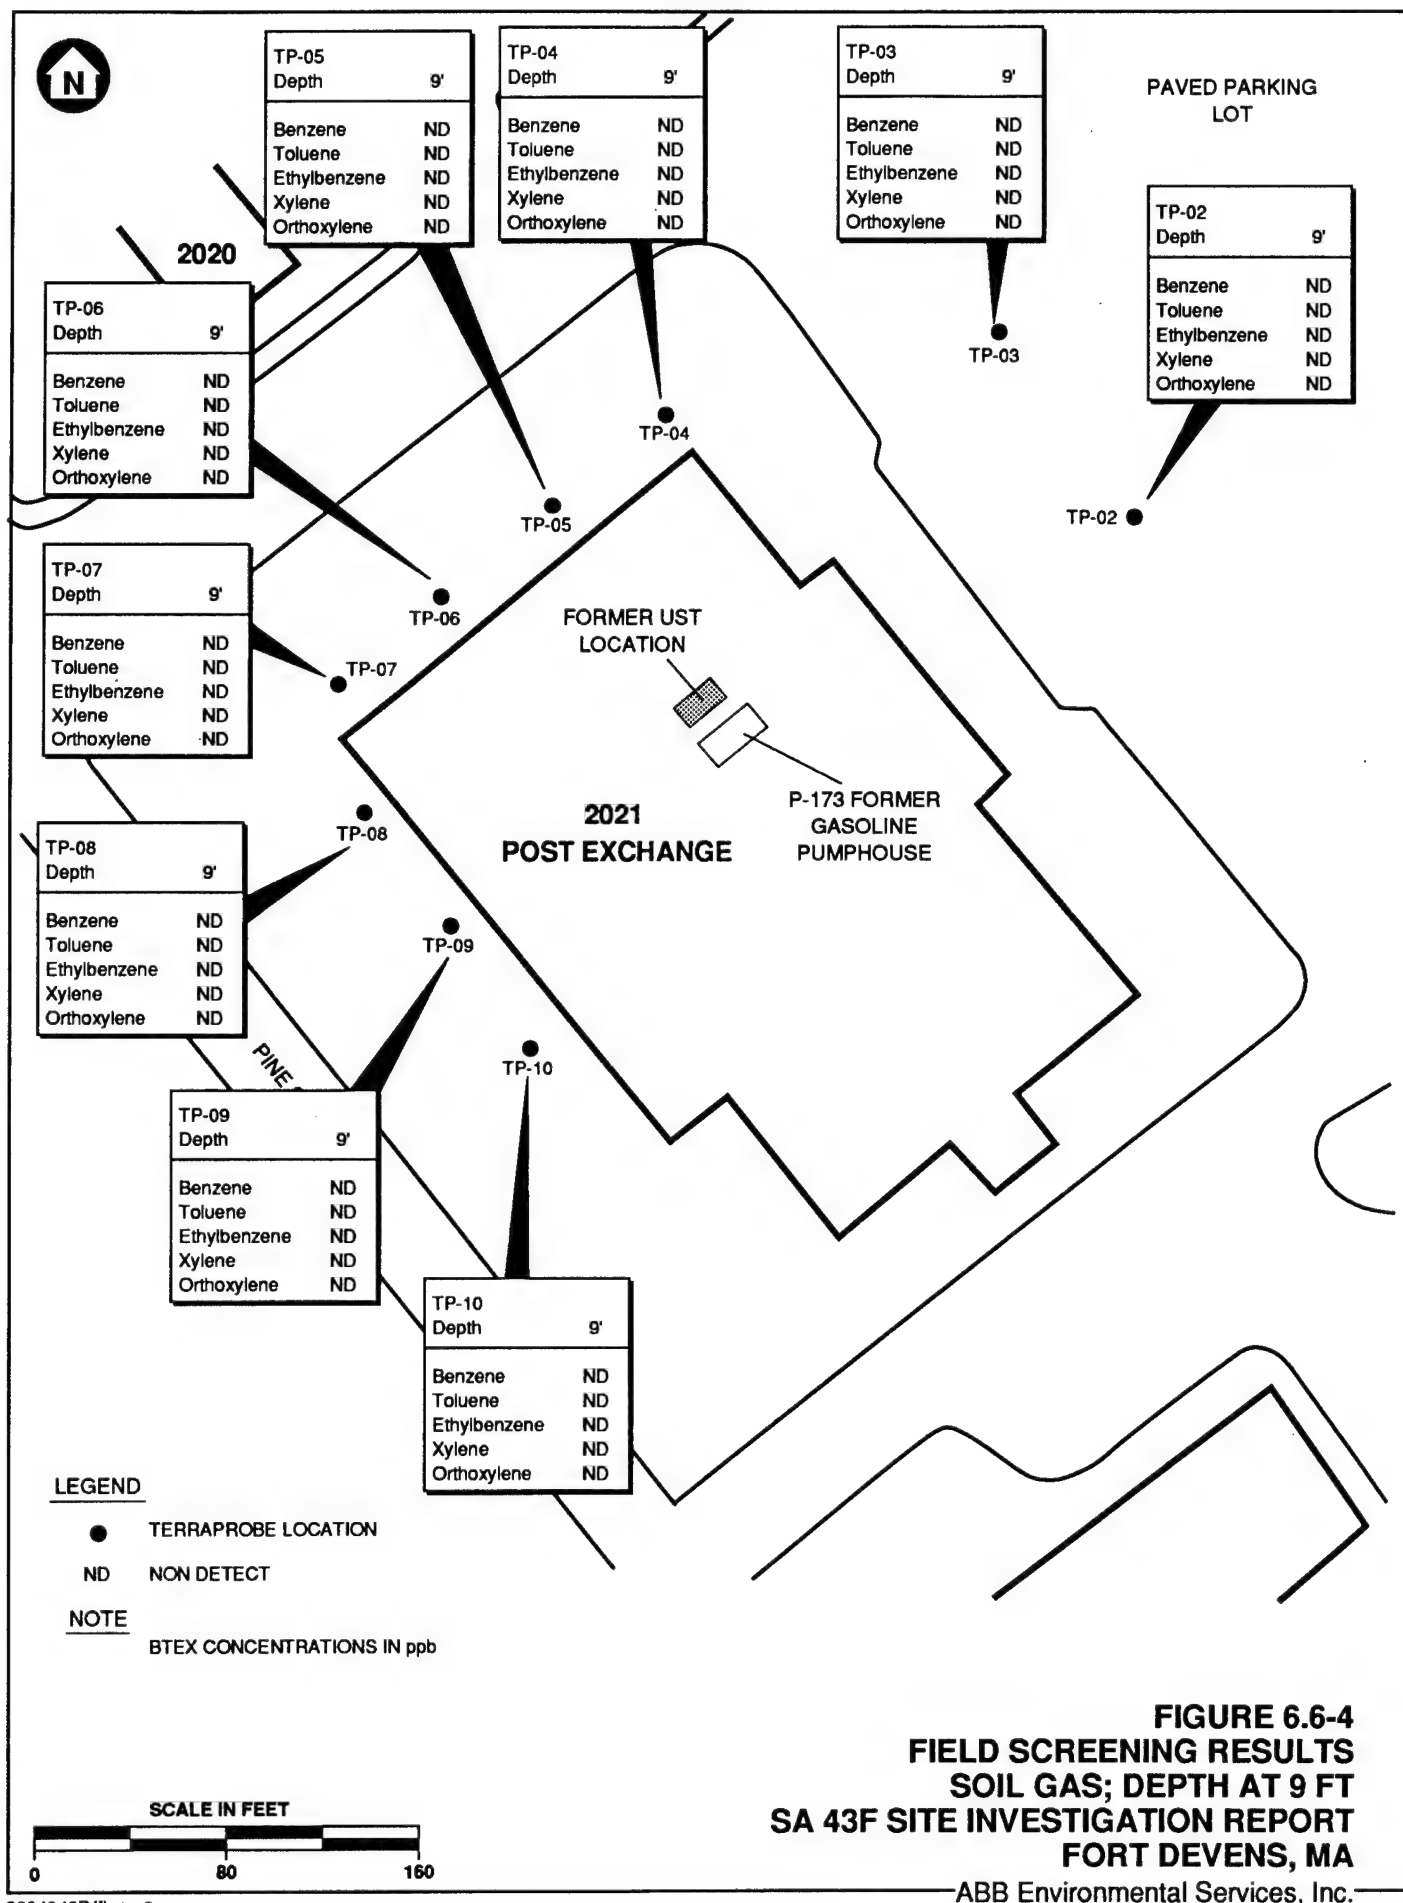 N
TP-05
Depth 9'
Benzene ND
Toluene ND
Ethylbenzene ND
Xylene ND
Orthoxylene ND
TP-04
Depth 9'
Benzene ND
Toluene ND
Ethylbenzene ND
Xylene ND
Orthoxylene ND
TP-03
Depth 9'
Benzene ND
Toluene ND
Ethylbenzene ND
Xylene ND
Orthoxylene ND
PAVED PARKING
LOT
TP-02
Depth 9'
Benzene ND
Toluene ND
Ethylbenzene ND
Xylene ND
Orthoxylene ND
2020
TP-06
Depth 9'
Benzene ND
Toluene ND
Ethylbenzene ND
Xylene ND
Orthoxylene ND
TP-03
TP-04
TP-05
TP-02
TP-06
TP-07
Depth 9'
Benzene ND
Toluene ND
Ethylbenzene ND
Xylene ND
Orthoxylene ND
TP-07
FORMER UST
LOCATION
P-173 FORMER
GASOLINE
PUMPHOUSE
2021
POST EXCHANGE
TP-08
TP-08
Depth 9'
Benzene ND
Toluene ND
Ethylbenzene ND
Xylene ND
Orthoxylene ND
TP-09
TP-10
PINE
TP-09
Depth 9'
Benzene ND
Toluene ND
Ethylbenzene ND
Xylene ND
Orthoxylene ND
TP-10
Depth 9'
Benzene ND
Toluene ND
Ethylbenzene ND
Xylene ND
Orthoxylene ND
LEGEND
TERRAPROBE LOCATION
ND NON DETECT
NOTE
BTEX CONCENTRATIONS IN ppb
SCALE IN FEET
0 80 160
FIGURE 6.6-4
FIELD SCREENING RESULTS
SOIL GAS; DEPTH AT 9 FT
SA 43F SITE INVESTIGATION REPORT
FORT DEVENS, MA
ABB Environmental Services, Inc.